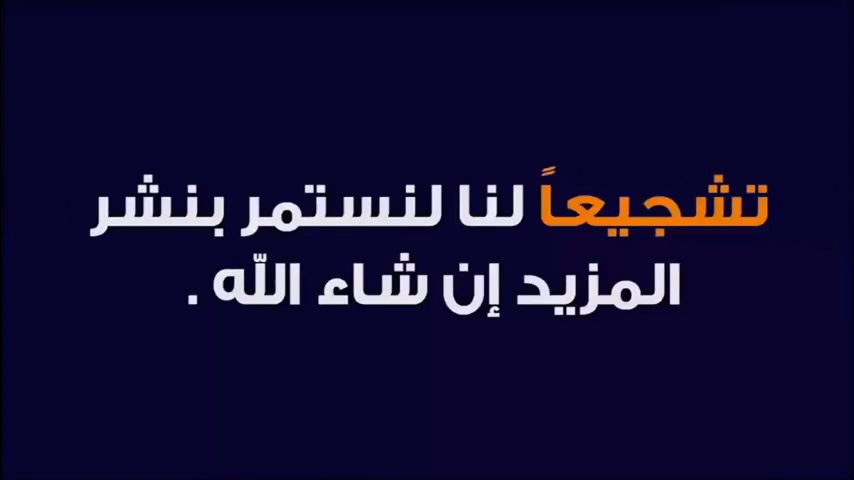 تشجيعاً لنا لنستمر بنشر
المزيد إن شاء الله .